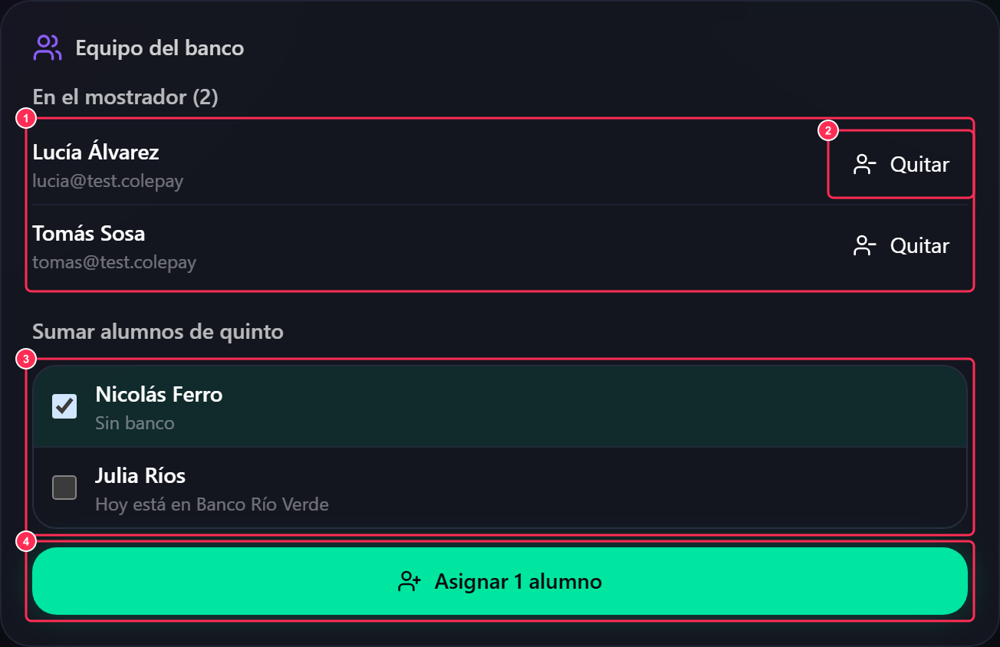 Equipo del banco
En el mostrador (2)
1
Lucía Álvarez
lucia@test.colepay
2
Quitar
Tomás Sosa
tomas@test.colepay
Quitar
Sumar alumnos de quinto
3
Nicolás Ferro
Sin banco
Julia Ríos
Hoy está en Banco Río Verde
4
Asignar 1 alumno